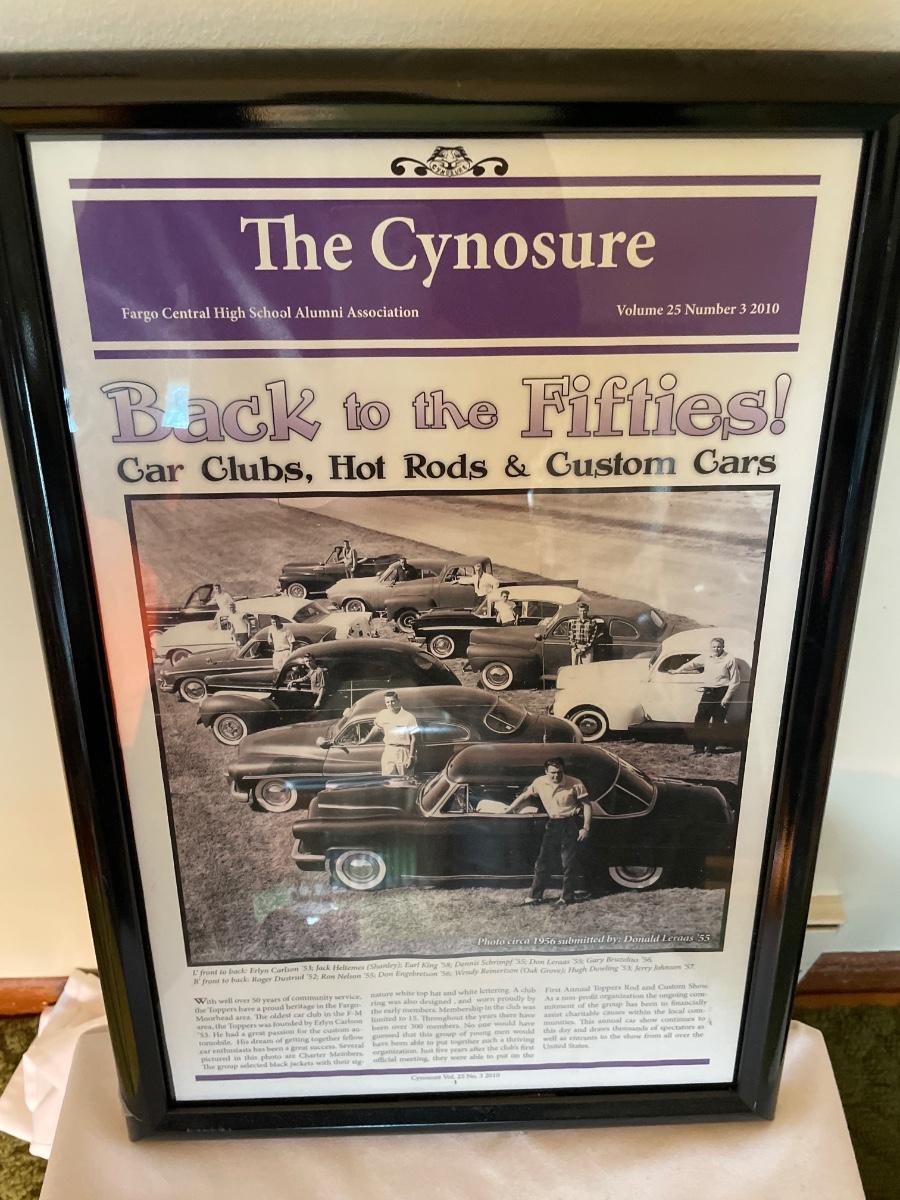 CYNOSURE
The Cynosure
Fargo Central High School Alumni Association
Volume 25 Number 3 2010
Back to the Fifties!
Car Clubs, Hot Rods & Custom Cars
Photo circa 1956 submitted by: Donald Leraas '55
L' front to back: Erlyn Carlson '53; Jack Heltemes (Shanley); Earl King '58; Dennis Schrimpf '55; Don Leraas '55; Gary Bruzelius '56,
R' front to back: Roger Dustrud '52; Ron Nelson '55; Don Engebretson '56; Wendy Reinertson (Oak Grove); Hugh Dowling '53; Jerry Johnson '57.
With well over 50 years of community service,
the Toppers have a proud heritage in the Fargo-
Moorhead area. The oldest car club in the F-M
area, the Toppers was founded by Erlyn Carlson
'53. He had a great passion for the custom au-
tomobile. His dream of getting together fellow
car enthusiasts has been a great success. Several
pictured in this photo are Charter Members.
The group selected black jackets with their sig-
nature white top hat and white lettering. A club
ring was also designed , and worn proudly by
the early members. Membership in the club was
limited to 15. Throughout the years there have
been over 300 members. No one would have
guessed that this group of young men would
have been able to put together such a thriving
organization. Just five years after the club's first
official meeting, they were able to put on the
First Annual Toppers Rod and Custom Show.
As a non-profit organization the ongoing com-
mitment of the group has been to financially
assist charitable causes within the local com-
munities. This annual car show continues to
this day and draws thousands of spectators as
well as entrants to the show from all over the
United States.
Cynosure Vol. 25 No. 3 2010
1